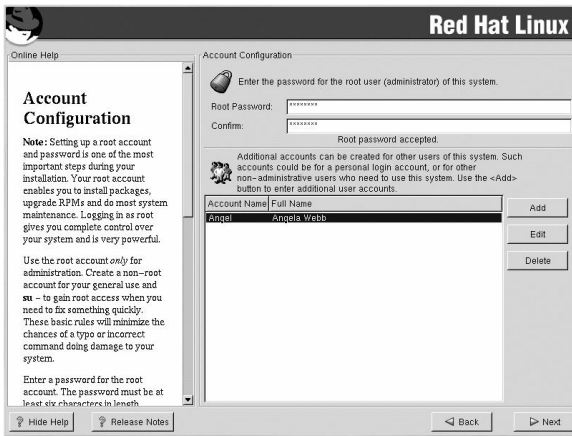 Red Hat Linux
Online Help
Account
Configuration
Note: Setting up a root account
and password is one of the most
important steps during your
installation. Your root account
enables you to install packages,
upgrade RPMs and do most system
maintenance. Logging in as root
gives you complete control over
your system and is very powerful.
Use the root account only for
administration. Create a non-root
account for your general use and
su - to gain root access when you
need to fix something quickly.
These basic rules will minimize the
chances of a typo or incorrect
command doing damage to your
system.
Enter a password for the root
account. The password must be at
least six characters in length
Account Configuration
Enter the password for the root user (administrator) of this system.
Root Password: ********
Confirm: ********
Root password accepted.
Additional accounts can be created for other users of this system. Such
accounts could be for a personal login account, or for other
non-administrative users who need to use this system. Use the <Add>
button to enter additional user accounts.
Account Name Full Name
Angel Angela Webb
Add
Edit
Delete
Hide Help
Release Notes
Back
Next